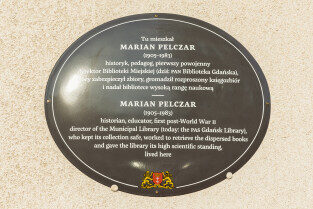 Tu mieszkał
MARIAN PELCZAR
(1905-1983)
historyk, pedagog, pierwszy powojenny
dyrektor Biblioteki Miejskiej (dziś: PAN Biblioteka Gdańska),
który zabezpieczył zbiory, gromadził rozproszony księgozbiór
i nadał bibliotece wysoką rangę naukową
MARIAN PELCZAR
(1905-1983)
historian, educator, first post-World War II
director of the Municipal Library (today: the PAS Gdańsk Library),
who kept its collection safe, worked to retrieve the dispersed books
and gave the library its high scientific standing,
lived here